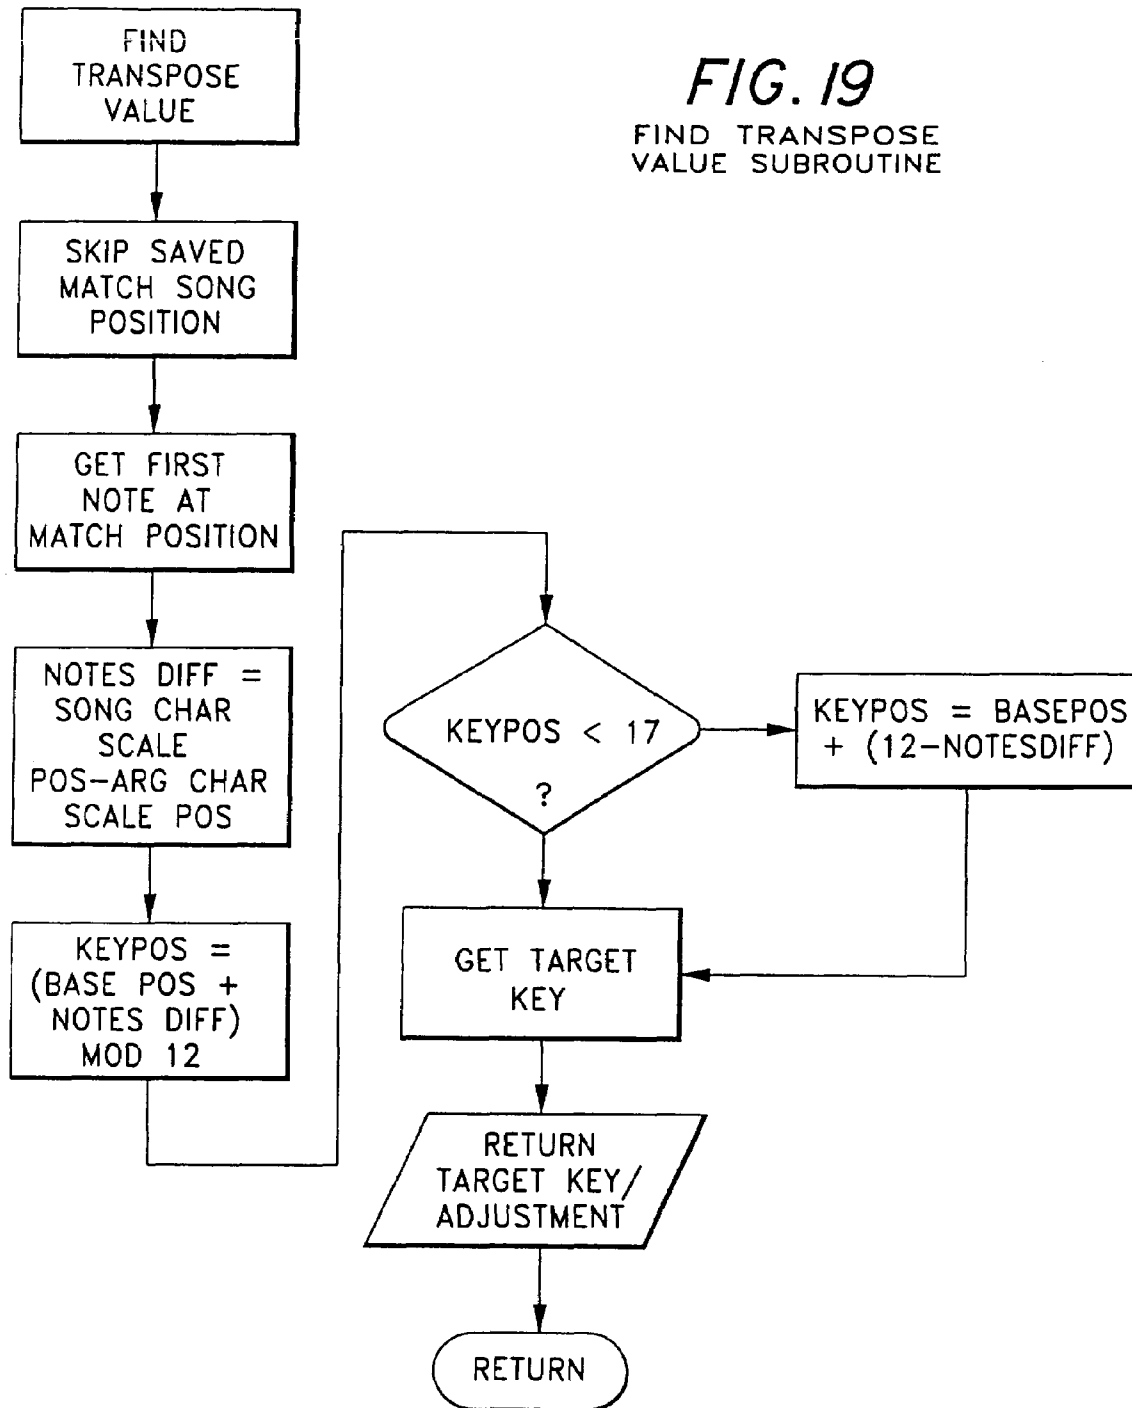 FIG. 19
FIND TRANSPOSE
VALUE SUBROUTINE
FIND
TRANSPOSE
VALUE
SKIP SAVED
MATCH SONG
POSITION
GET FIRST
NOTE AT
MATCH POSITION
NOTES DIFF =
SONG CHAR
SCALE
POS-ARG CHAR
SCALE POS
KEYPOS =
(BASE POS +
NOTES DIFF)
MOD 12
KEYPOS < 17
?
KEYPOS = BASEPOS
+ (12-NOTESDIFF)
GET TARGET
KEY
RETURN
TARGET KEY/
ADJUSTMENT
RETURN